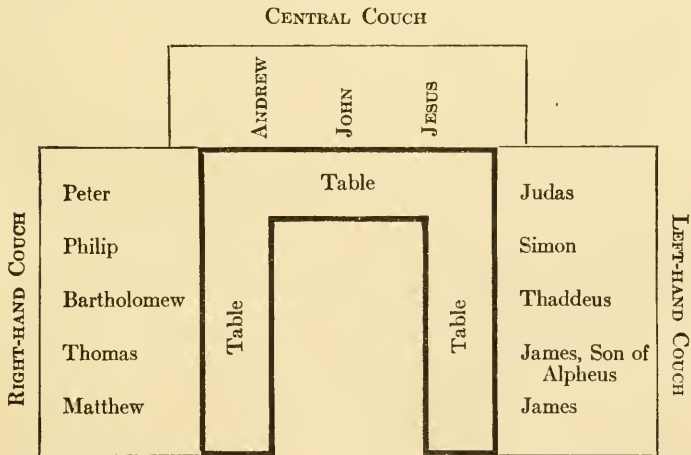 CENTRAL COUCH
ANDREW
JOHN
JESUS
RIGHT-HAND COUCH
Peter
Philip
Bartholomew
Thomas
Matthew
Table
Table
Table
Judas
Simon
Thaddeus
James, Son of
Alpheus
James
LEFT-HAND COUCH